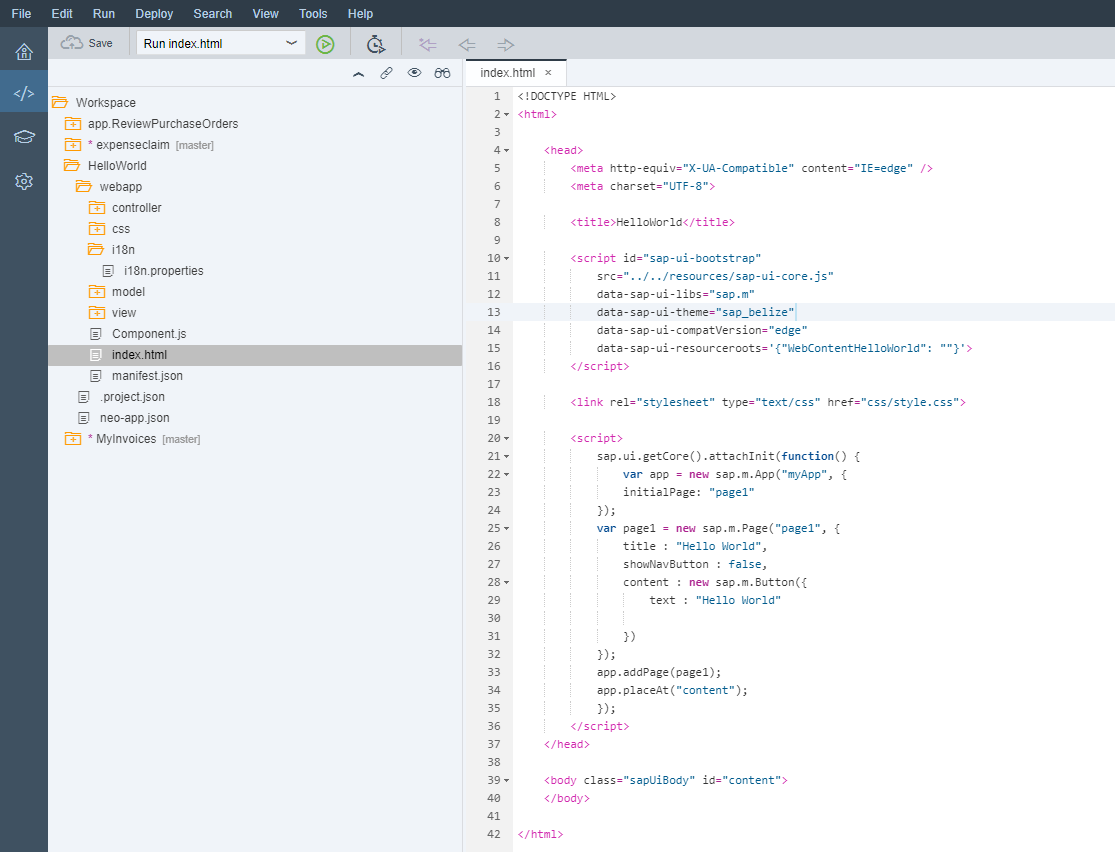 File Edit Run Deploy Search View Tools Help
Save Run index.html
index.html ×
Workspace
app.ReviewPurchaseOrders
* expenseclaim [master]
HelloWorld
webapp
controller
css
i18n
i18n.properties
model
view
Component.js
index.html
manifest.json
.project.json
neo-app.json
* MyInvoices [master]
1 <!DOCTYPE HTML>
2 <html>
3
4 <head>
5 <meta http-equiv="X-UA-Compatible" content="IE=edge" />
6 <meta charset="UTF-8">
7
8 <title>HelloWorld</title>
9
10 <script id="sap-ui-bootstrap"
11 src="../../resources/sap-ui-core.js"
12 data-sap-ui-libs="sap.m"
13 data-sap-ui-theme="sap_belize"
14 data-sap-ui-compatVersion="edge"
15 data-sap-ui-resourceroots='{"WebContentHelloWorld": ""}'>
16 </script>
17
18 <link rel="stylesheet" type="text/css" href="css/style.css">
19
20 <script>
21 sap.ui.getCore().attachInit(function() {
22 var app = new sap.m.App("myApp", {
23 initialPage: "page1"
24 });
25 var page1 = new sap.m.Page("page1", {
26 title : "Hello World",
27 showNavButton : false,
28 content : new sap.m.Button({
29 text : "Hello World"
30
31 })
32 });
33 app.addPage(page1);
34 app.placeAt("content");
35 });
36 </script>
37 </head>
38
39 <body class="sapUiBody" id="content">
40 </body>
41
42 </html>